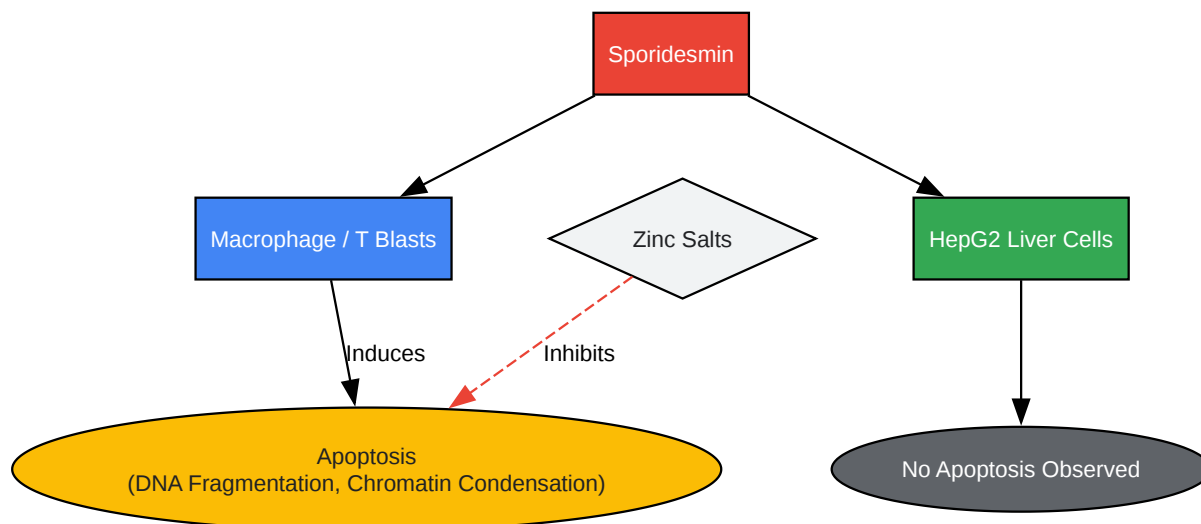 Sporidesmin
Macrophage / T Blasts
Zinc Salts
HepG2 Liver Cells
Induces
Inhibits
Apoptosis
(DNA Fragmentation, Chromatin Condensation)
No Apoptosis Observed